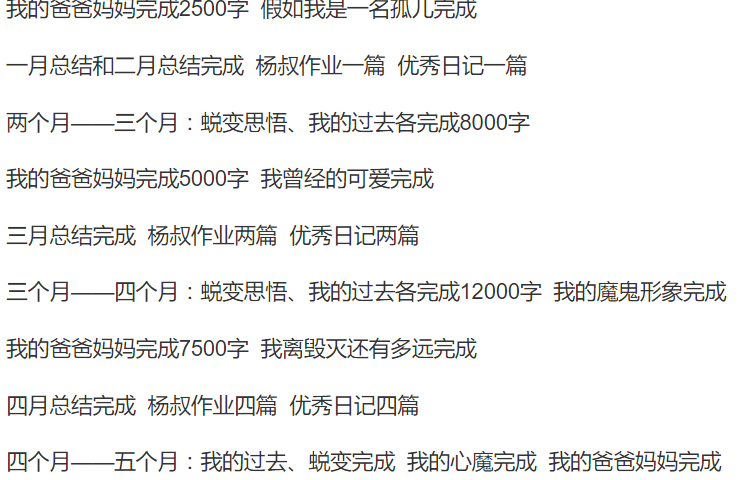 我的爸爸妈妈完成2500字 假如我是一名孤儿完成
一月总结和二月总结完成 杨叔作业一篇 优秀日记一篇
两个月——三个月：蜕变思悟、我的过去各完成8000字
我的爸爸妈妈完成5000字 我曾经的可爱完成
三月总结完成 杨叔作业两篇 优秀日记两篇
三个月——四个月：蜕变思悟、我的过去各完成12000字 我的魔鬼形象完成
我的爸爸妈妈完成7500字 我离毁灭还有多远完成
四月总结完成 杨叔作业四篇 优秀日记四篇
四个月——五个月：我的过去、蜕变完成 我的心魔完成 我的爸爸妈妈完成